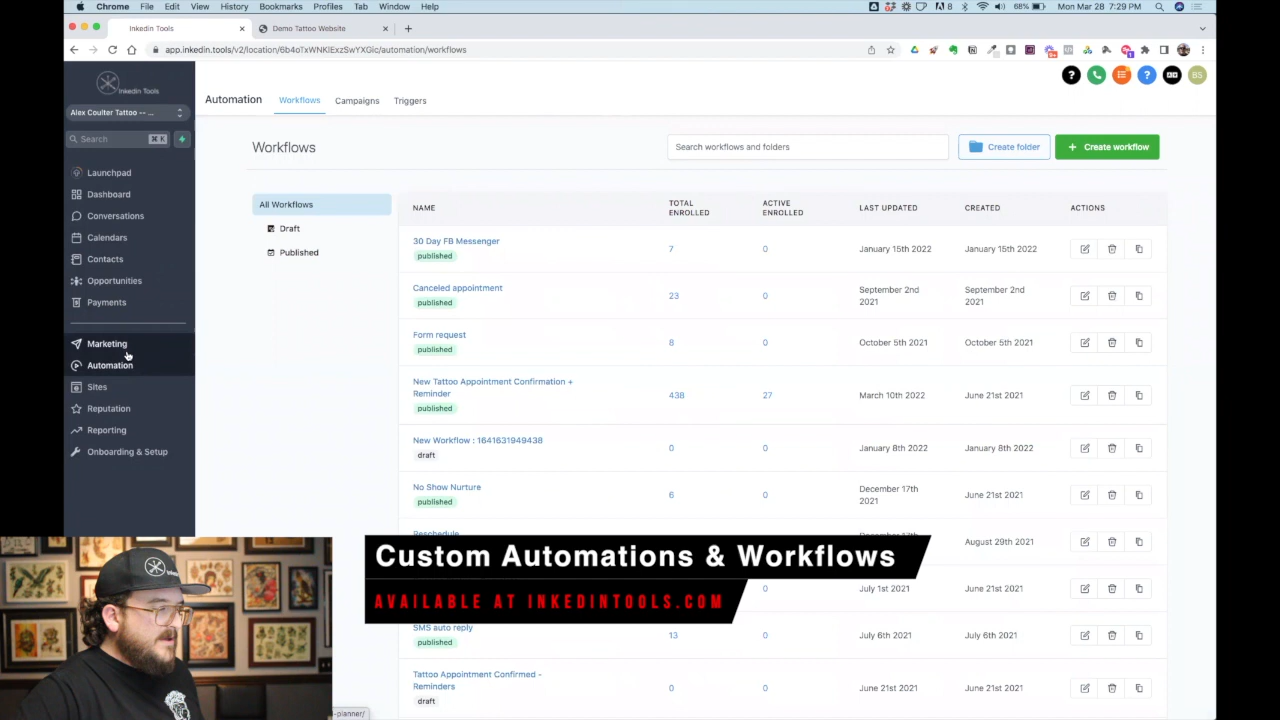 Chrome File Edit View History Bookmarks Profiles Tab Window Help
8 68% Mon Mar 28 7:29 PM
Inkedin Tools
Demo Tattoo Website
app.inkedin.tools/v2/location/6b4oTxWNKIExzSwYXGic/automation/workflows
Inkedin Tools
Alex Coulter Tattoo -- ...
Search ⌘ K
Launchpad
Dashboard
Conversations
Calendars
Contacts
Opportunities
Payments
Marketing
Automation
Sites
Reputation
Reporting
Onboarding & Setup
Automation Workflows Campaigns Triggers
BS
Workflows
Search workflows and folders
Create folder
+ Create workflow
All Workflows
Draft
Published
NAME TOTAL ENROLLED ACTIVE ENROLLED LAST UPDATED CREATED ACTIONS
30 Day FB Messenger 7 0 January 15th 2022 January 15th 2022
published
Canceled appointment 23 0 September 2nd 2021 September 2nd 2021
published
Form request 8 0 October 5th 2021 October 5th 2021
published
New Tattoo Appointment Confirmation + Reminder 438 27 March 10th 2022 June 21st 2021
published
New Workflow : 1641631949438 0 0 January 8th 2022 January 8th 2022
draft
No Show Nurture 6 0 December 17th 2021 June 21st 2021
published
Reschedule August 29th 2021
Custom Automations & Workflows
AVAILABLE AT INKEDINTOOLS.COM
0 July 1st 2021 June 21st 2021
SMS auto reply 13 0 July 6th 2021 July 6th 2021
published
Tattoo Appointment Confirmed - Reminders 0 0 June 21st 2021 June 21st 2021
draft
-planner/
Inkedin